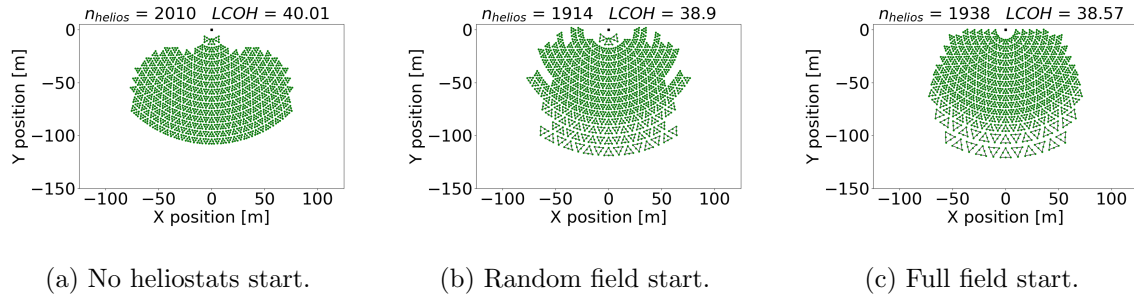 n_helios = 2010 LCOH = 40.01
0
−50
−100
−150
Y position [m]
−100 −50 0 50 100
X position [m]
(a) No heliostats start.
n_helios = 1914 LCOH = 38.9
0
−50
−100
−150
Y position [m]
−100 −50 0 50 100
X position [m]
(b) Random field start.
n_helios = 1938 LCOH = 38.57
0
−50
−100
−150
Y position [m]
−100 −50 0 50 100
X position [m]
(c) Full field start.